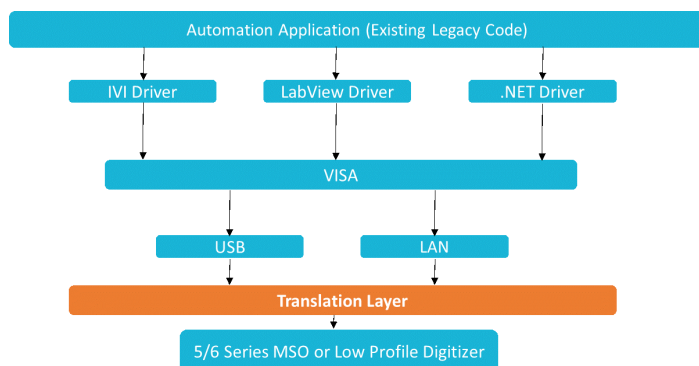 Automation Application (Existing Legacy Code)
IVI Driver
LabView Driver
.NET Driver
VISA
USB
LAN
Translation Layer
5/6 Series MSO or Low Profile Digitizer